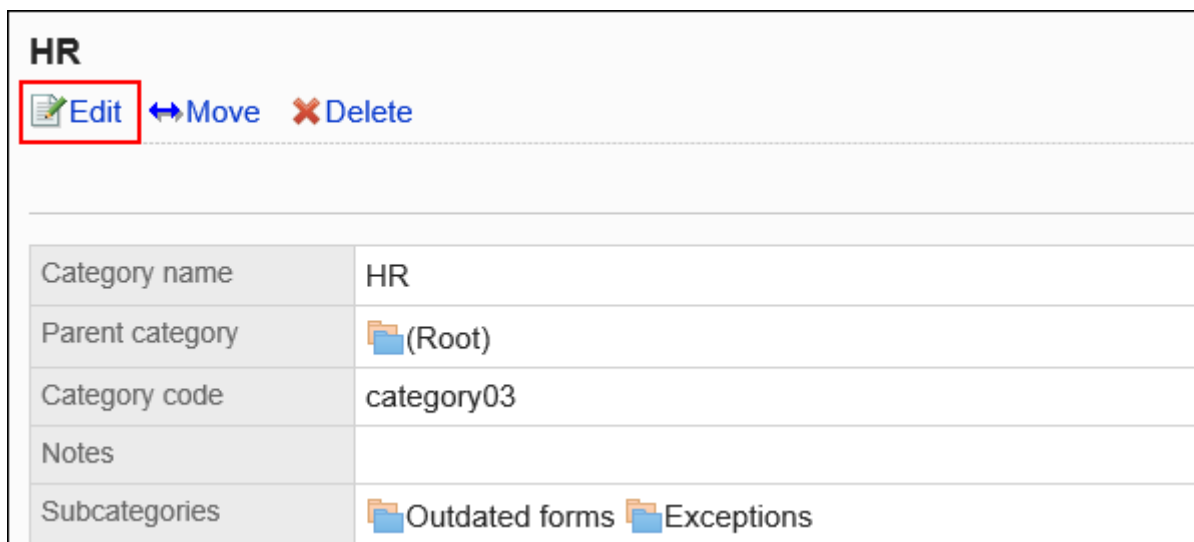 HR
Edit Move Delete
Category name HR
Parent category (Root)
Category code category03
Notes
Subcategories Outdated forms Exceptions